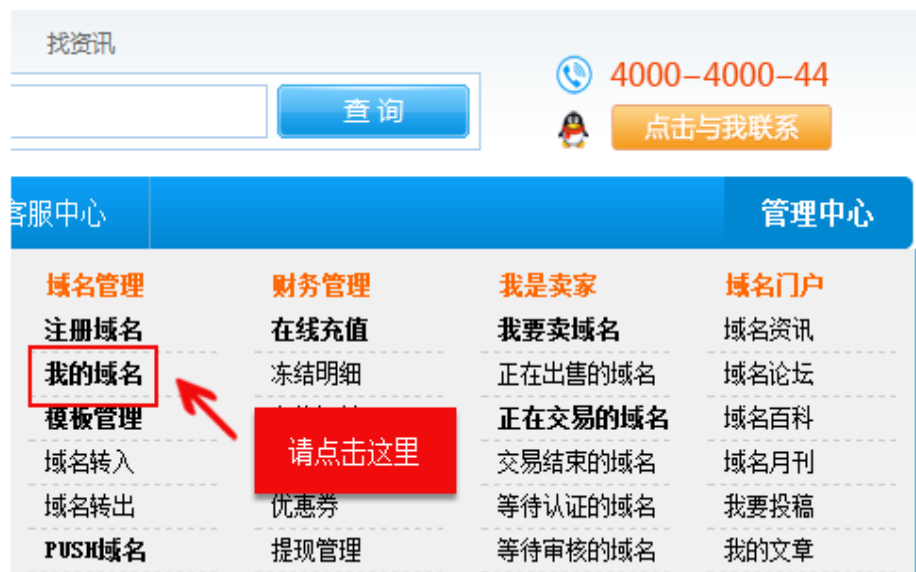 找资讯
4000-4000-44
查询
点击与我联系
客服中心
管理中心
域名管理 财务管理 我是卖家 域名门户
注册域名 在线充值 我要卖域名 域名资讯
我的域名 冻结明细 正在出售的域名 域名论坛
模板管理 正在交易的域名 域名百科
请点击这里
域名转入 交易结束的域名 域名月刊
域名转出 优惠券 等待认证的域名 我要投稿
PUSH域名 提现管理 等待审核的域名 我的文章